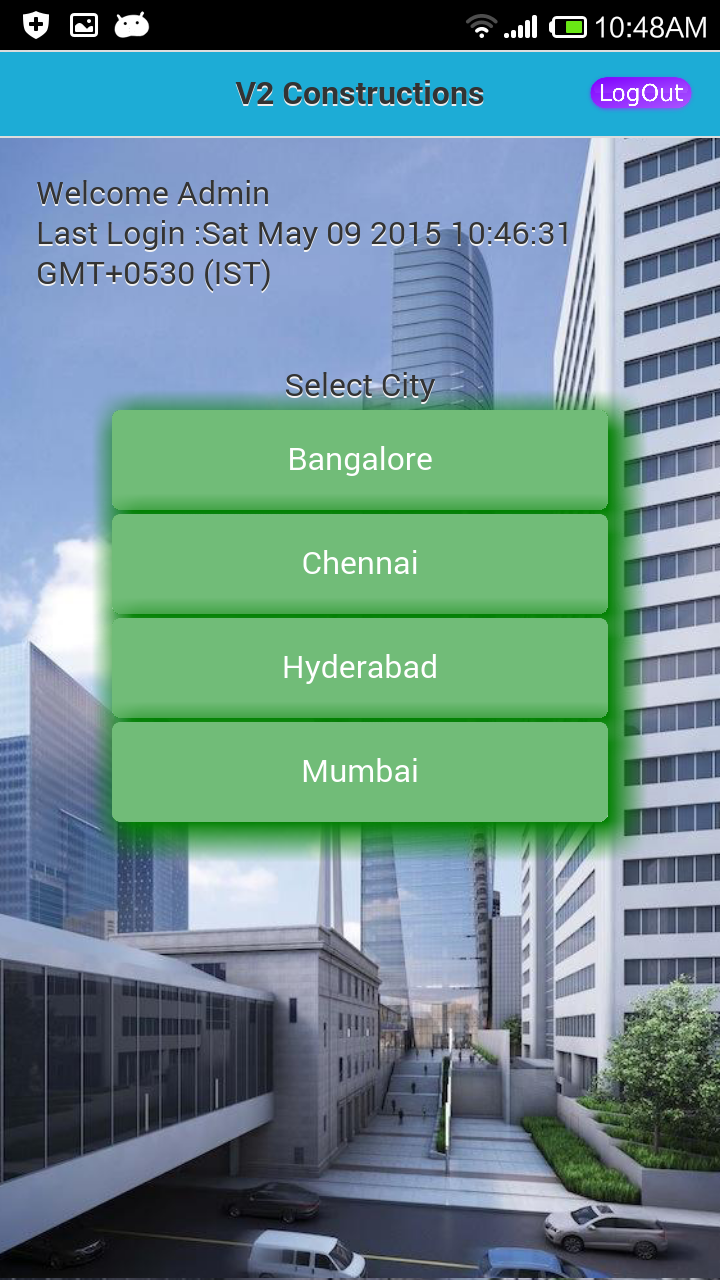 10:48AM
V2 Constructions
LogOut
Welcome Admin
Last Login :Sat May 09 2015 10:46:31
GMT+0530 (IST)
Select City
Bangalore
Chennai
Hyderabad
Mumbai